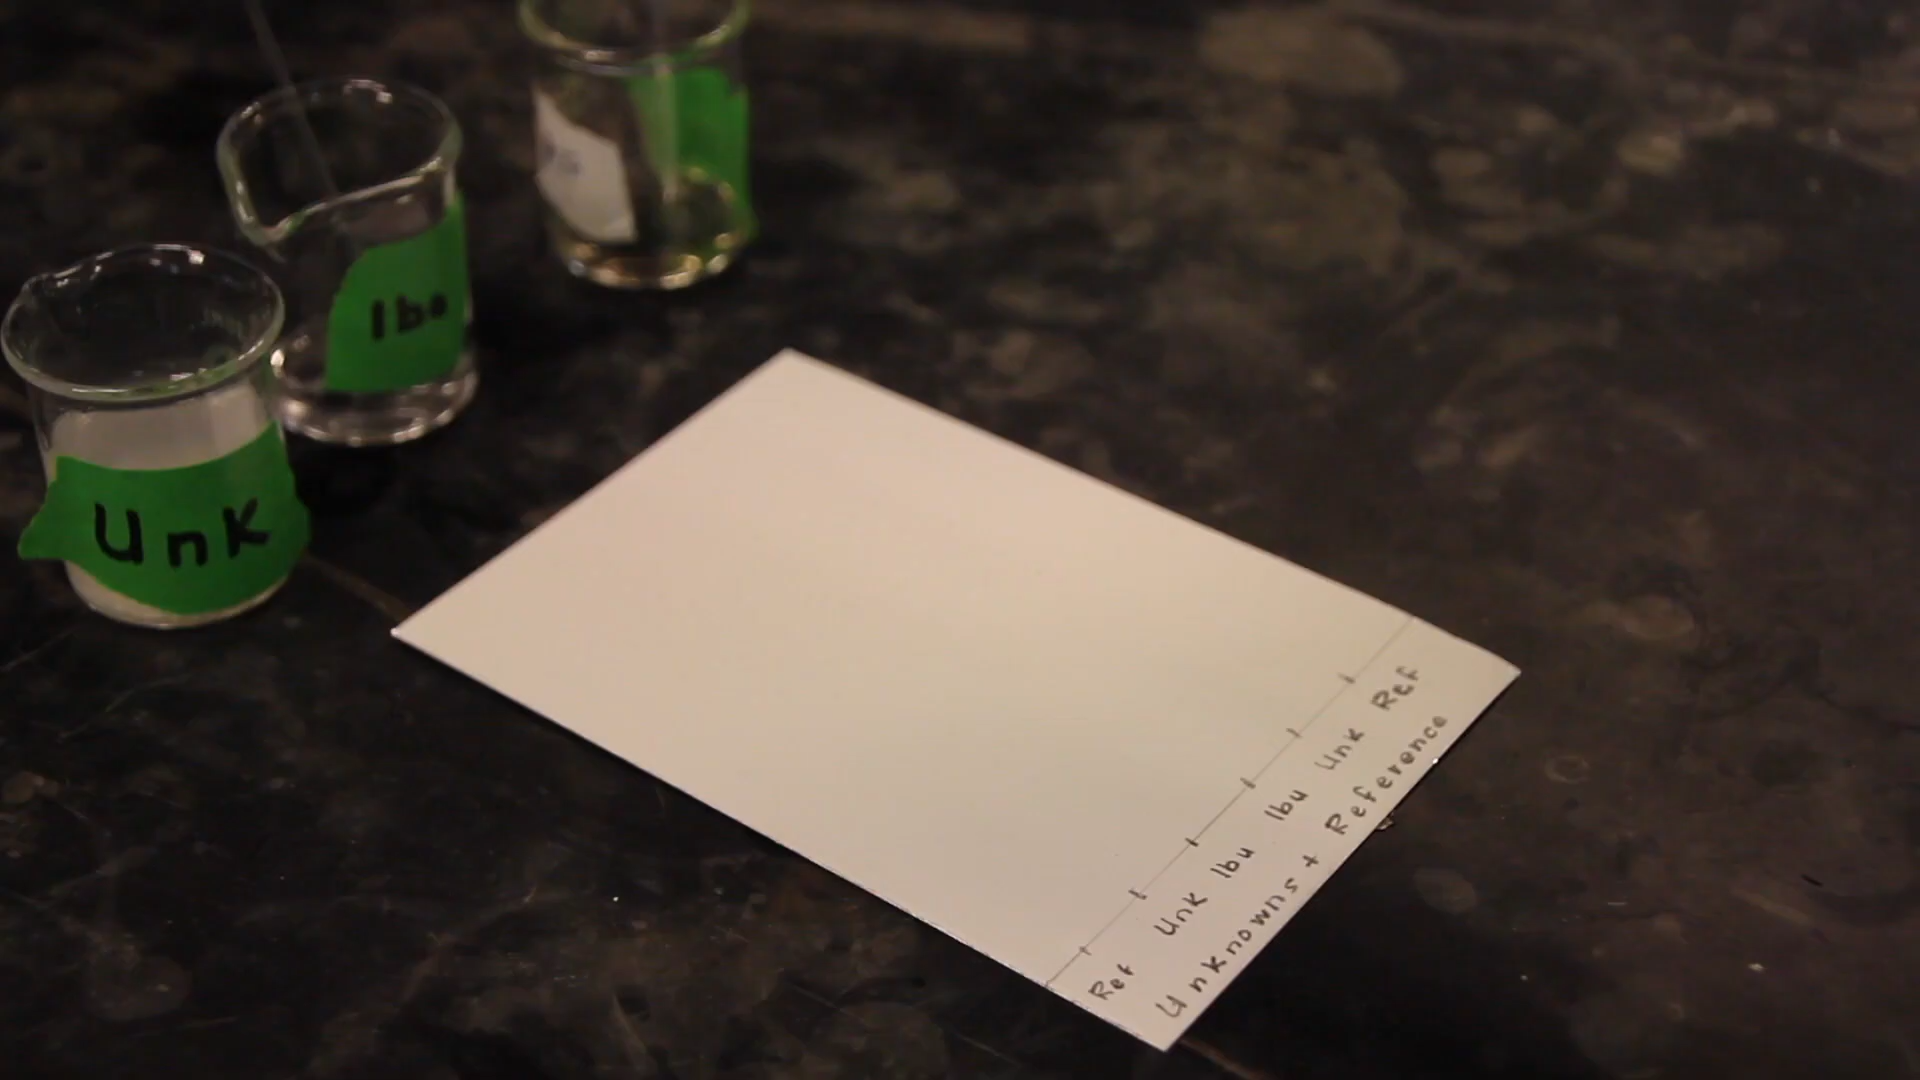 Unk
Ibu
Ref Unk Ibu Ibu Unk Ref
Unknowns + Reference